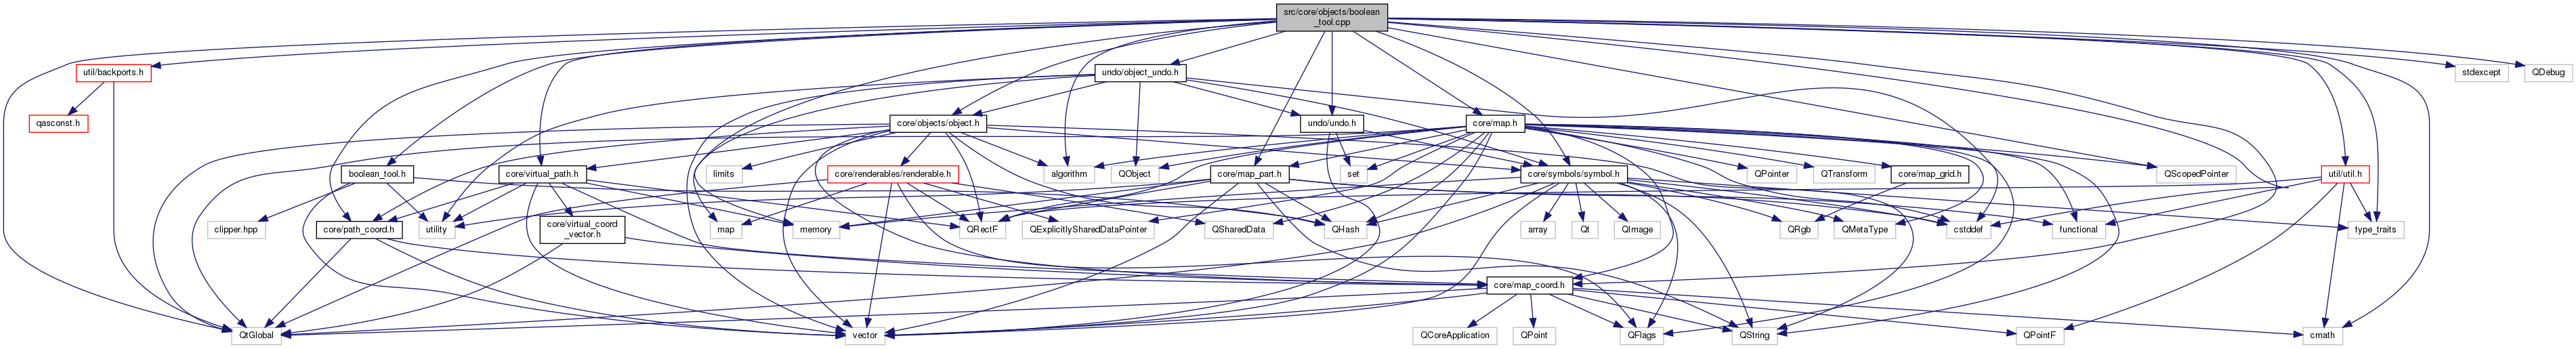 src/core/objects/boolean
_tool.cpp
util/backports.h
undo/object_undo.h
stdexcept
QDebug
qasconst.h
core/objects/object.h
undo/undo.h
core/map.h
boolean_tool.h
core/virtual_path.h
limits
core/renderables/renderable.h
algorithm
QObject
core/map_part.h
set
core/symbols/symbol.h
QPointer
QTransform
core/map_grid.h
QScopedPointer
util/util.h
clipper.hpp
core/path_coord.h
utility
core/virtual_coord
_vector.h
map
memory
QRectF
QExplicitlySharedDataPointer
QSharedData
QHash
array
Qt
QImage
QRgb
QMetaType
cstddef
functional
type_traits
core/map_coord.h
QtGlobal
vector
QCoreApplication
QPoint
QFlags
QString
QPointF
cmath